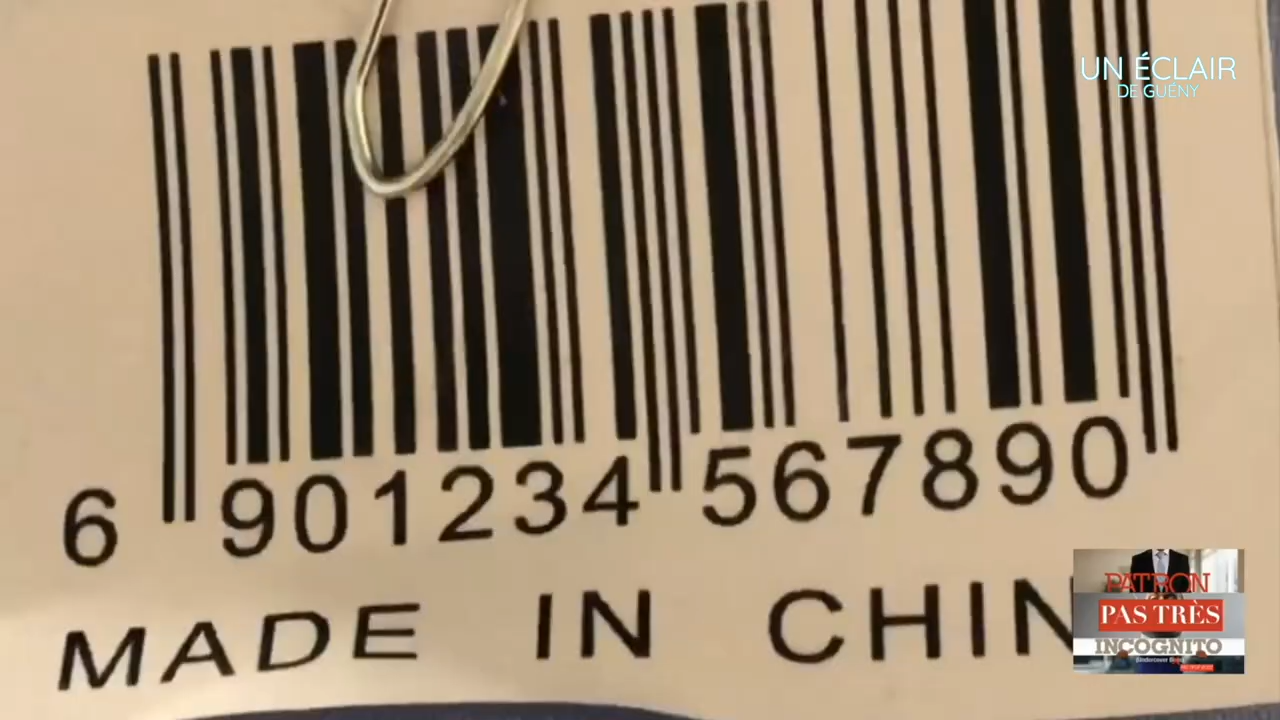 UN ÉCLAIR
DE GUENY
6 901234 567890
MADE IN CHIN
PATRON
PAS TRÈS
INCOGNITO